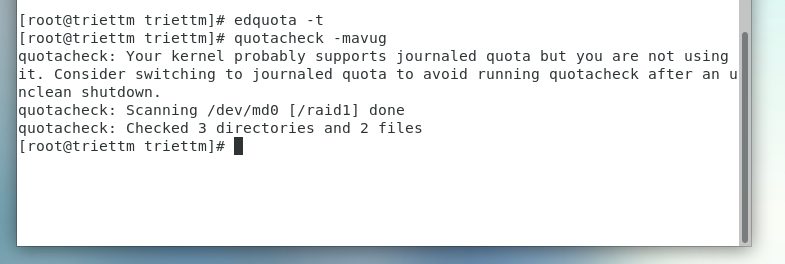 [root@triettm triettm]# edquota -t
[root@triettm triettm]# quotacheck -mavug
quotacheck: Your kernel probably supports journaled quota but you are not using
it. Consider switching to journaled quota to avoid running quotacheck after an u
nclean shutdown.
quotacheck: Scanning /dev/md0 [/raid1] done
quotacheck: Checked 3 directories and 2 files
[root@triettm triettm]#